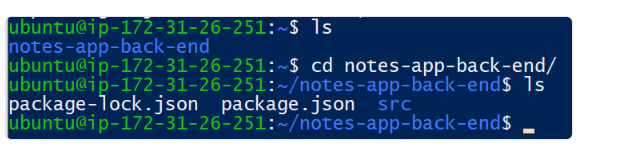 ubuntu@ip-172-31-26-251:~$ ls
notes-app-back-end
ubuntu@ip-172-31-26-251:~$ cd notes-app-back-end/
ubuntu@ip-172-31-26-251:~/notes-app-back-end$ ls
package-lock.json  package.json  src
ubuntu@ip-172-31-26-251:~/notes-app-back-end$